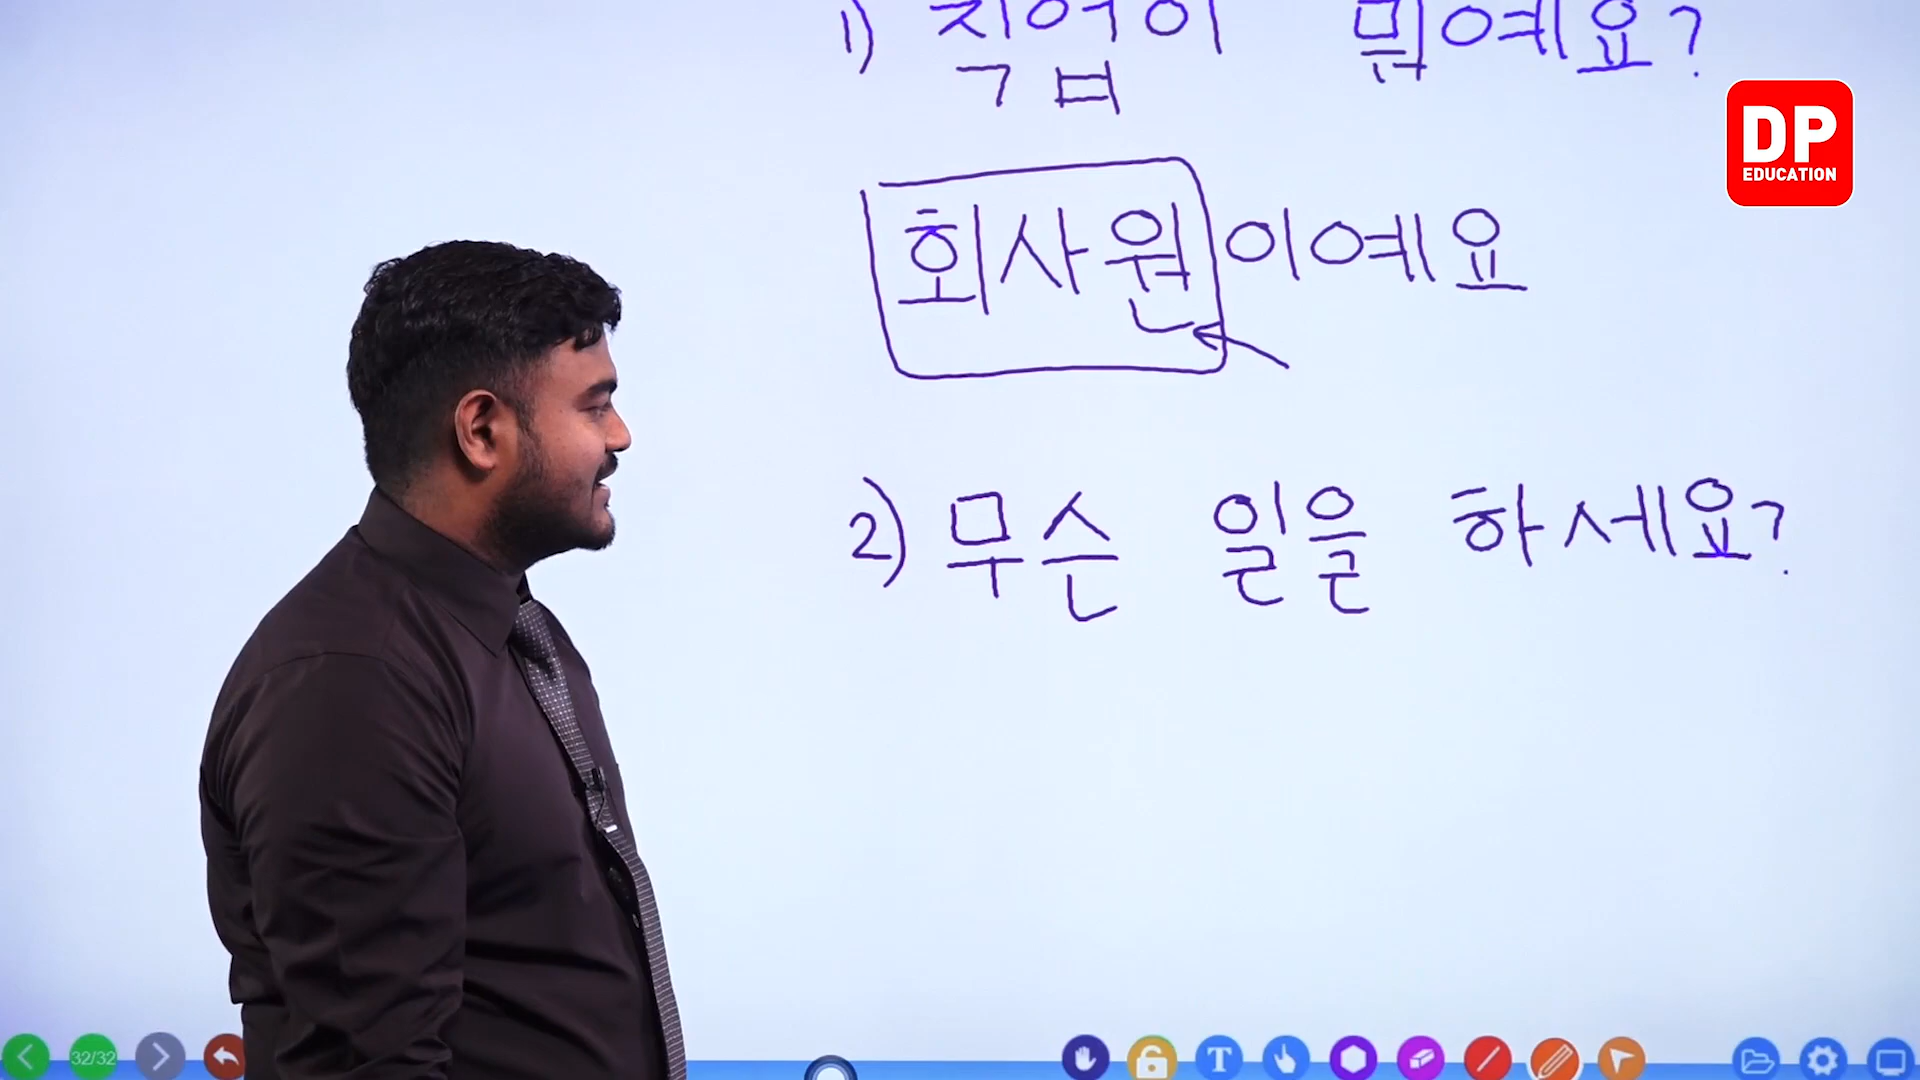 1) 직업이 뭐예요?
DP
EDUCATION
회사원이예요
2) 무슨 일을 하세요?
32/32
T